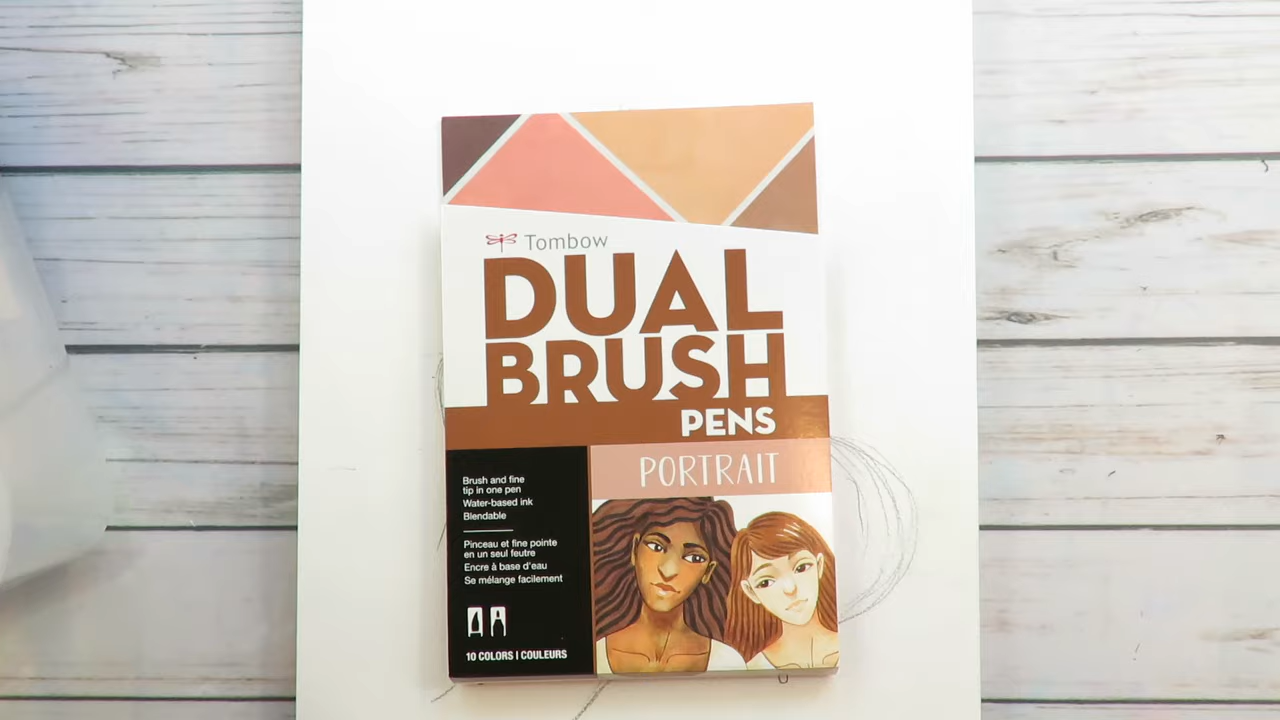 Tombow
DUAL
BRUSH
PENS
PORTRAIT
Brush and fine
tip in one pen
Water-based ink
Blendable
Pinceau et fine pointe
en un seul feutre
Encre à base d'eau
Se mélange facilement
10 COLORS | COULEURS